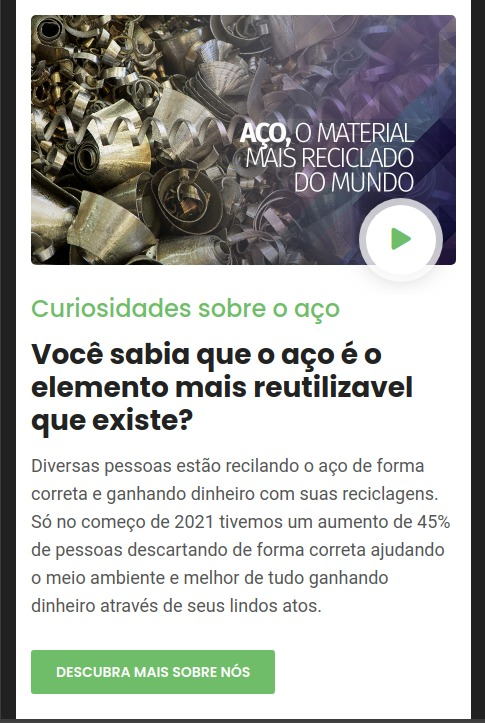 AÇO, O MATERIAL
MAIS RECICLADO
DO MUNDO
Curiosidades sobre o aço
Você sabia que o aço é o
elemento mais reutilizavel
que existe?
Diversas pessoas estão recilando o aço de forma
correta e ganhando dinheiro com suas reciclagens.
Só no começo de 2021 tivemos um aumento de 45%
de pessoas descartando de forma correta ajudando
o meio ambiente e melhor de tudo ganhando
dinheiro através de seus lindos atos.
DESCUBRA MAIS SOBRE NÓS